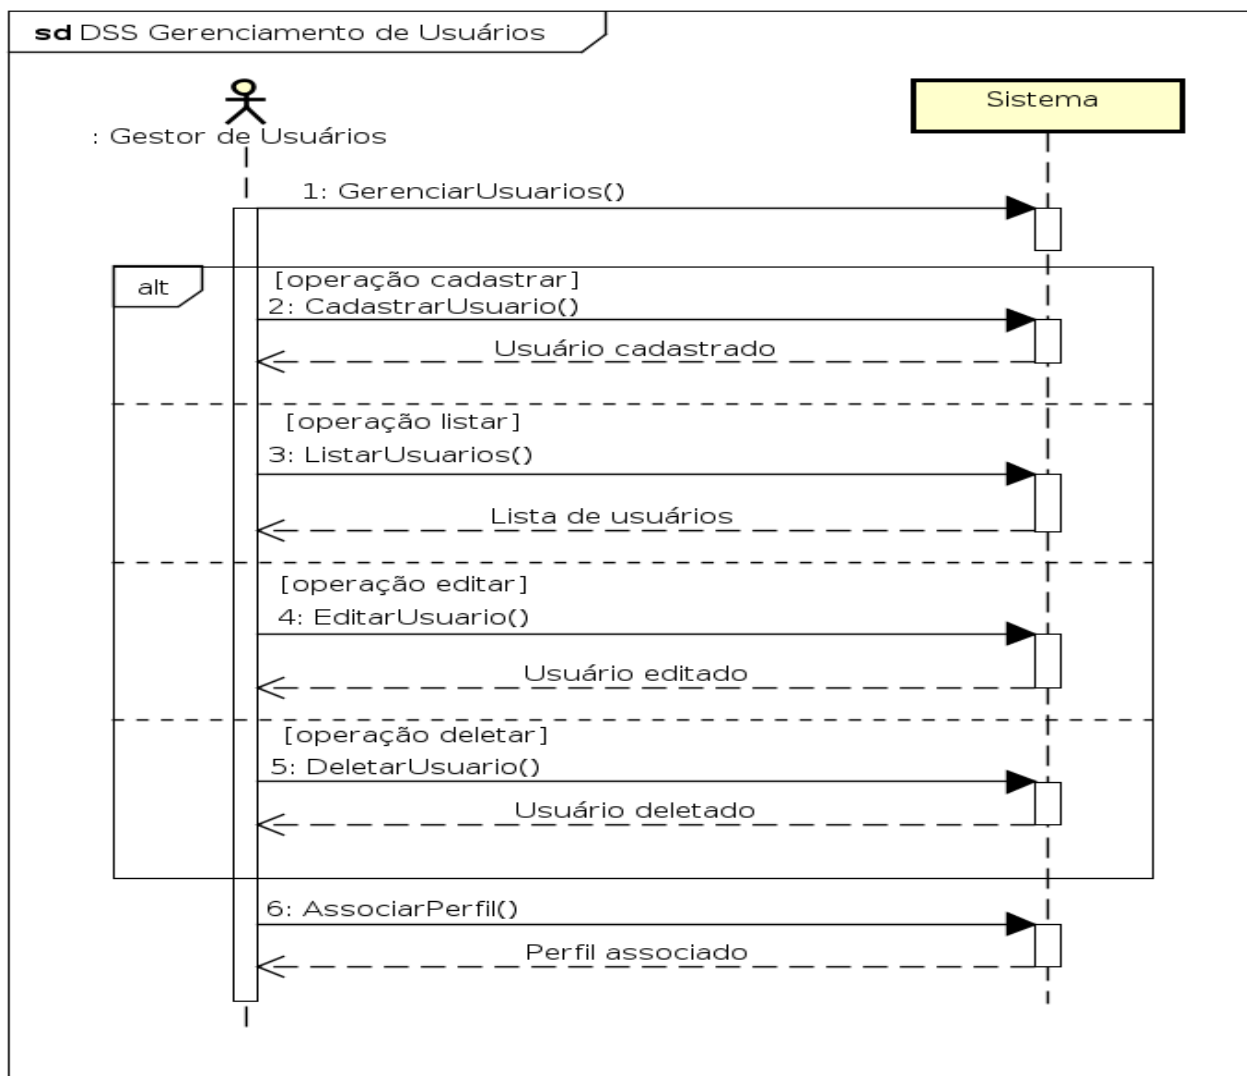 sd DSS Gerenciamento de Usuários
Sistema
: Gestor de Usuários
1: GerenciarUsuarios()
alt
[operação cadastrar]
2: CadastrarUsuario()
Usuário cadastrado
[operação listar]
3: ListarUsuarios()
Lista de usuários
[operação editar]
4: EditarUsuario()
Usuário editado
[operação deletar]
5: DeletarUsuario()
Usuário deletado
6: AssociarPerfil()
Perfil associado